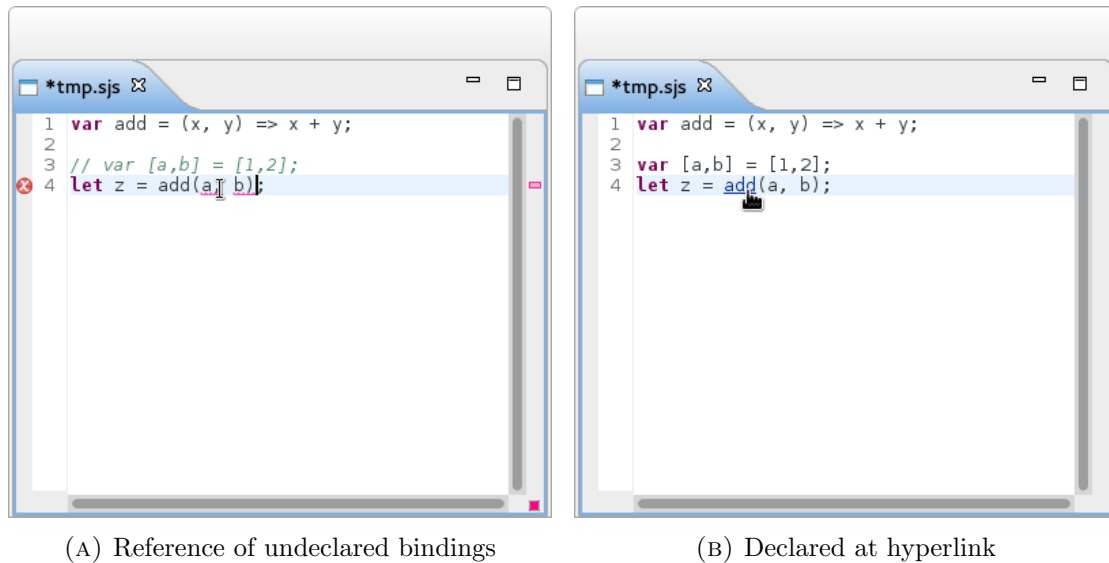 *tmp.sjs
1 var add = (x, y) => x + y;
2
3 // var [a,b] = [1,2];
4 let z = add(a, b);
(A) Reference of undeclared bindings
*tmp.sjs
1 var add = (x, y) => x + y;
2
3 var [a,b] = [1,2];
4 let z = add(a, b);
(B) Declared at hyperlink